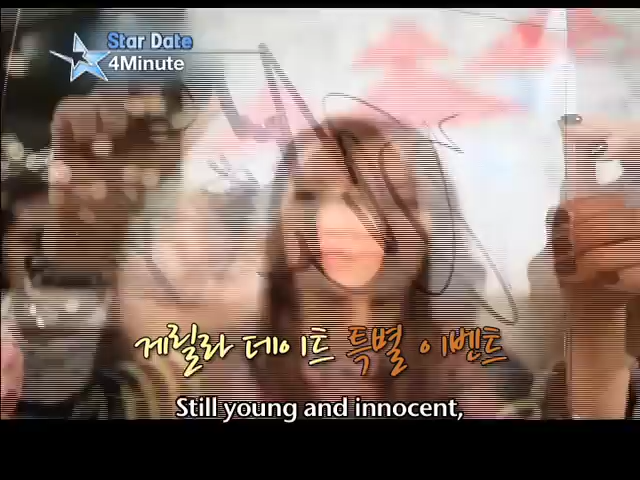 Star Date
4Minute
게릴라 데이트 특별 이벤트
Still young and innocent,